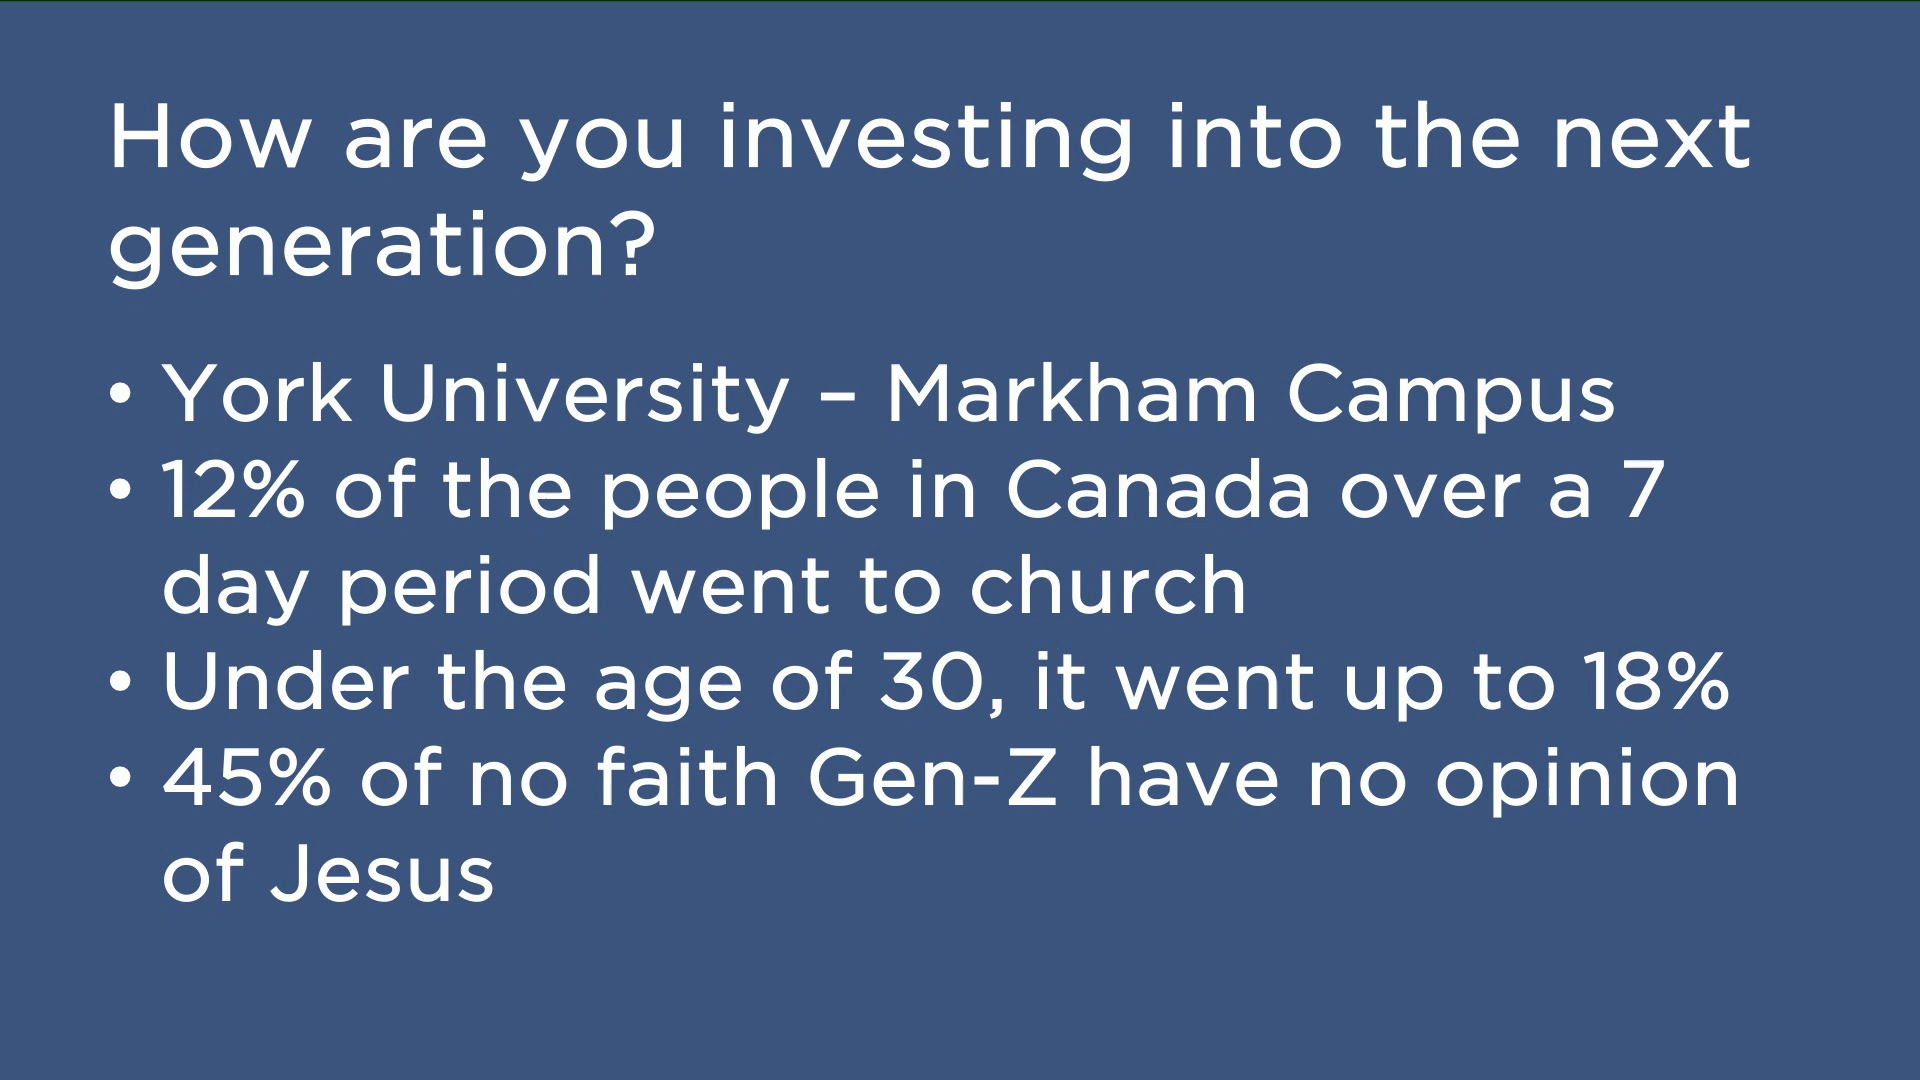 How are you investing into the next
generation?
• York University – Markham Campus
• 12% of the people in Canada over a 7
day period went to church
• Under the age of 30, it went up to 18%
• 45% of no faith Gen-Z have no opinion
of Jesus